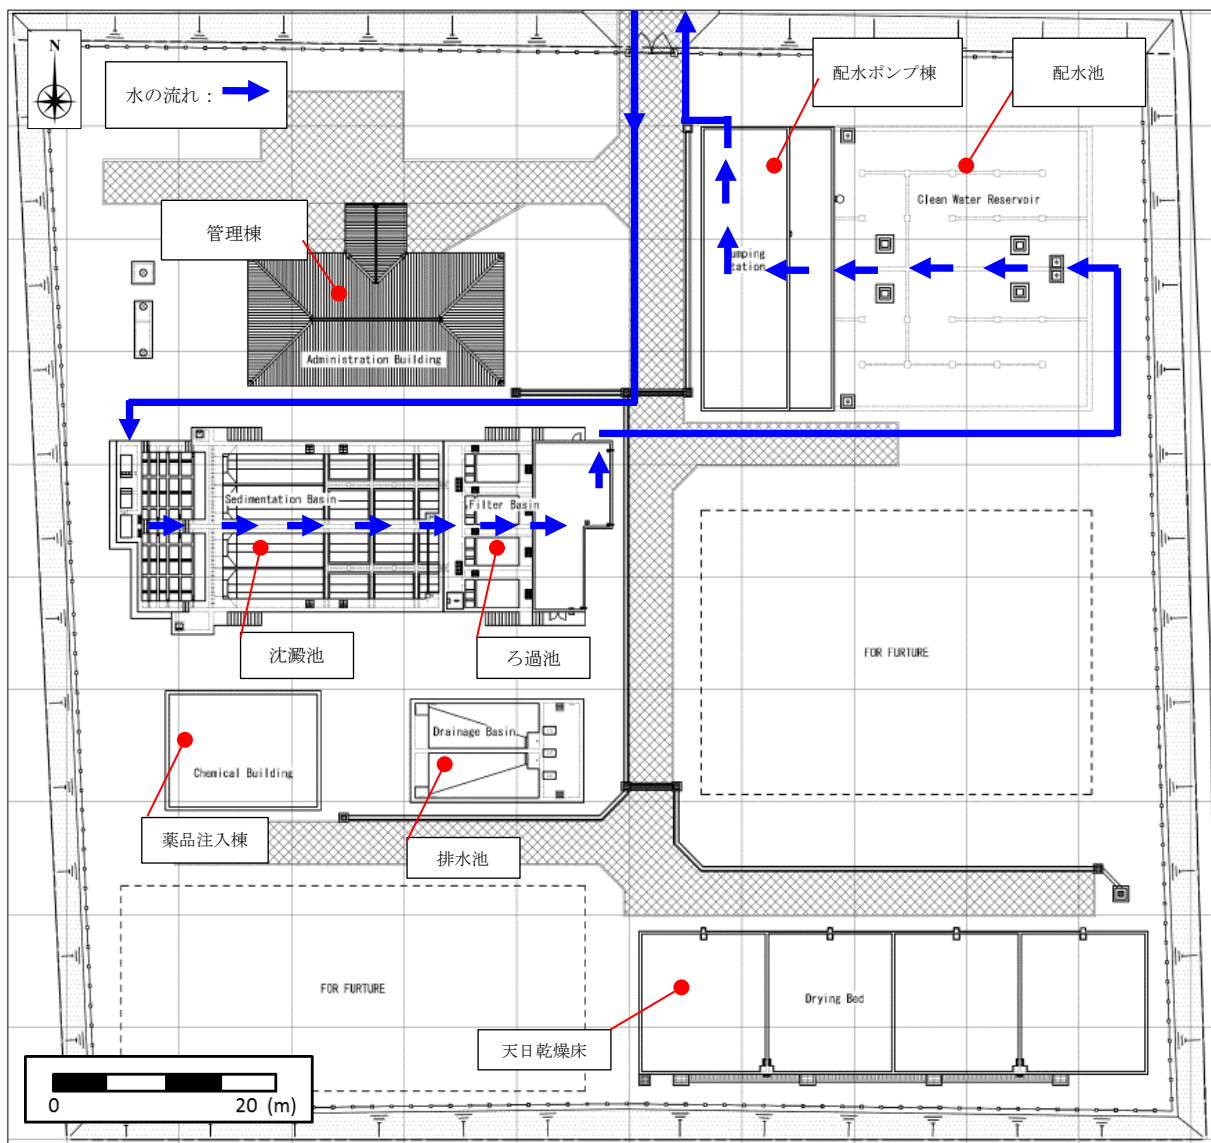 N
水の流れ：
配水ポンプ棟
配水池
Clean Water Reservoir
管理棟
umping
tation
Administration Building
Sedimentation Basin
Filter Basin
沈澱池
ろ過池
FOR FURTURE
Drainage Basin
Chemical Building
薬品注入棟
排水池
FOR FURTURE
Drying Bed
天日乾燥床
0 20 (m)